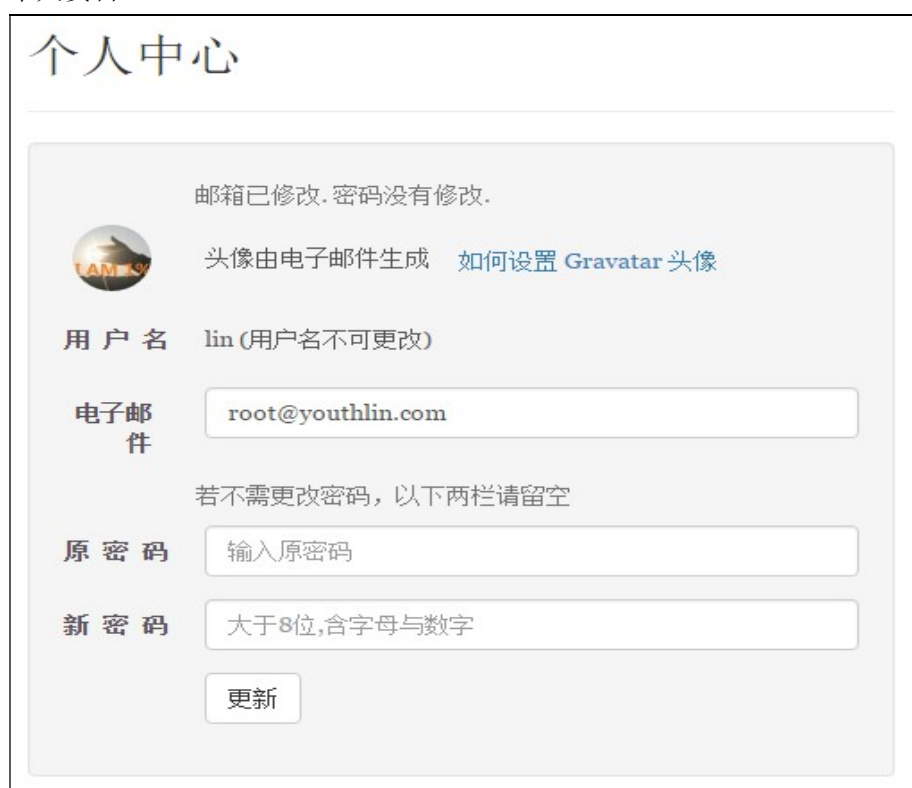 个人中心
邮箱已修改. 密码没有修改.
I AM 1%
头像由电子邮件生成 如何设置 Gravatar 头像
用 户 名 lin (用户名不可更改)
电子邮件 root@youthlin.com
若不需更改密码，以下两栏请留空
原 密 码 输入原密码
新 密 码 大于8位,含字母与数字
更新